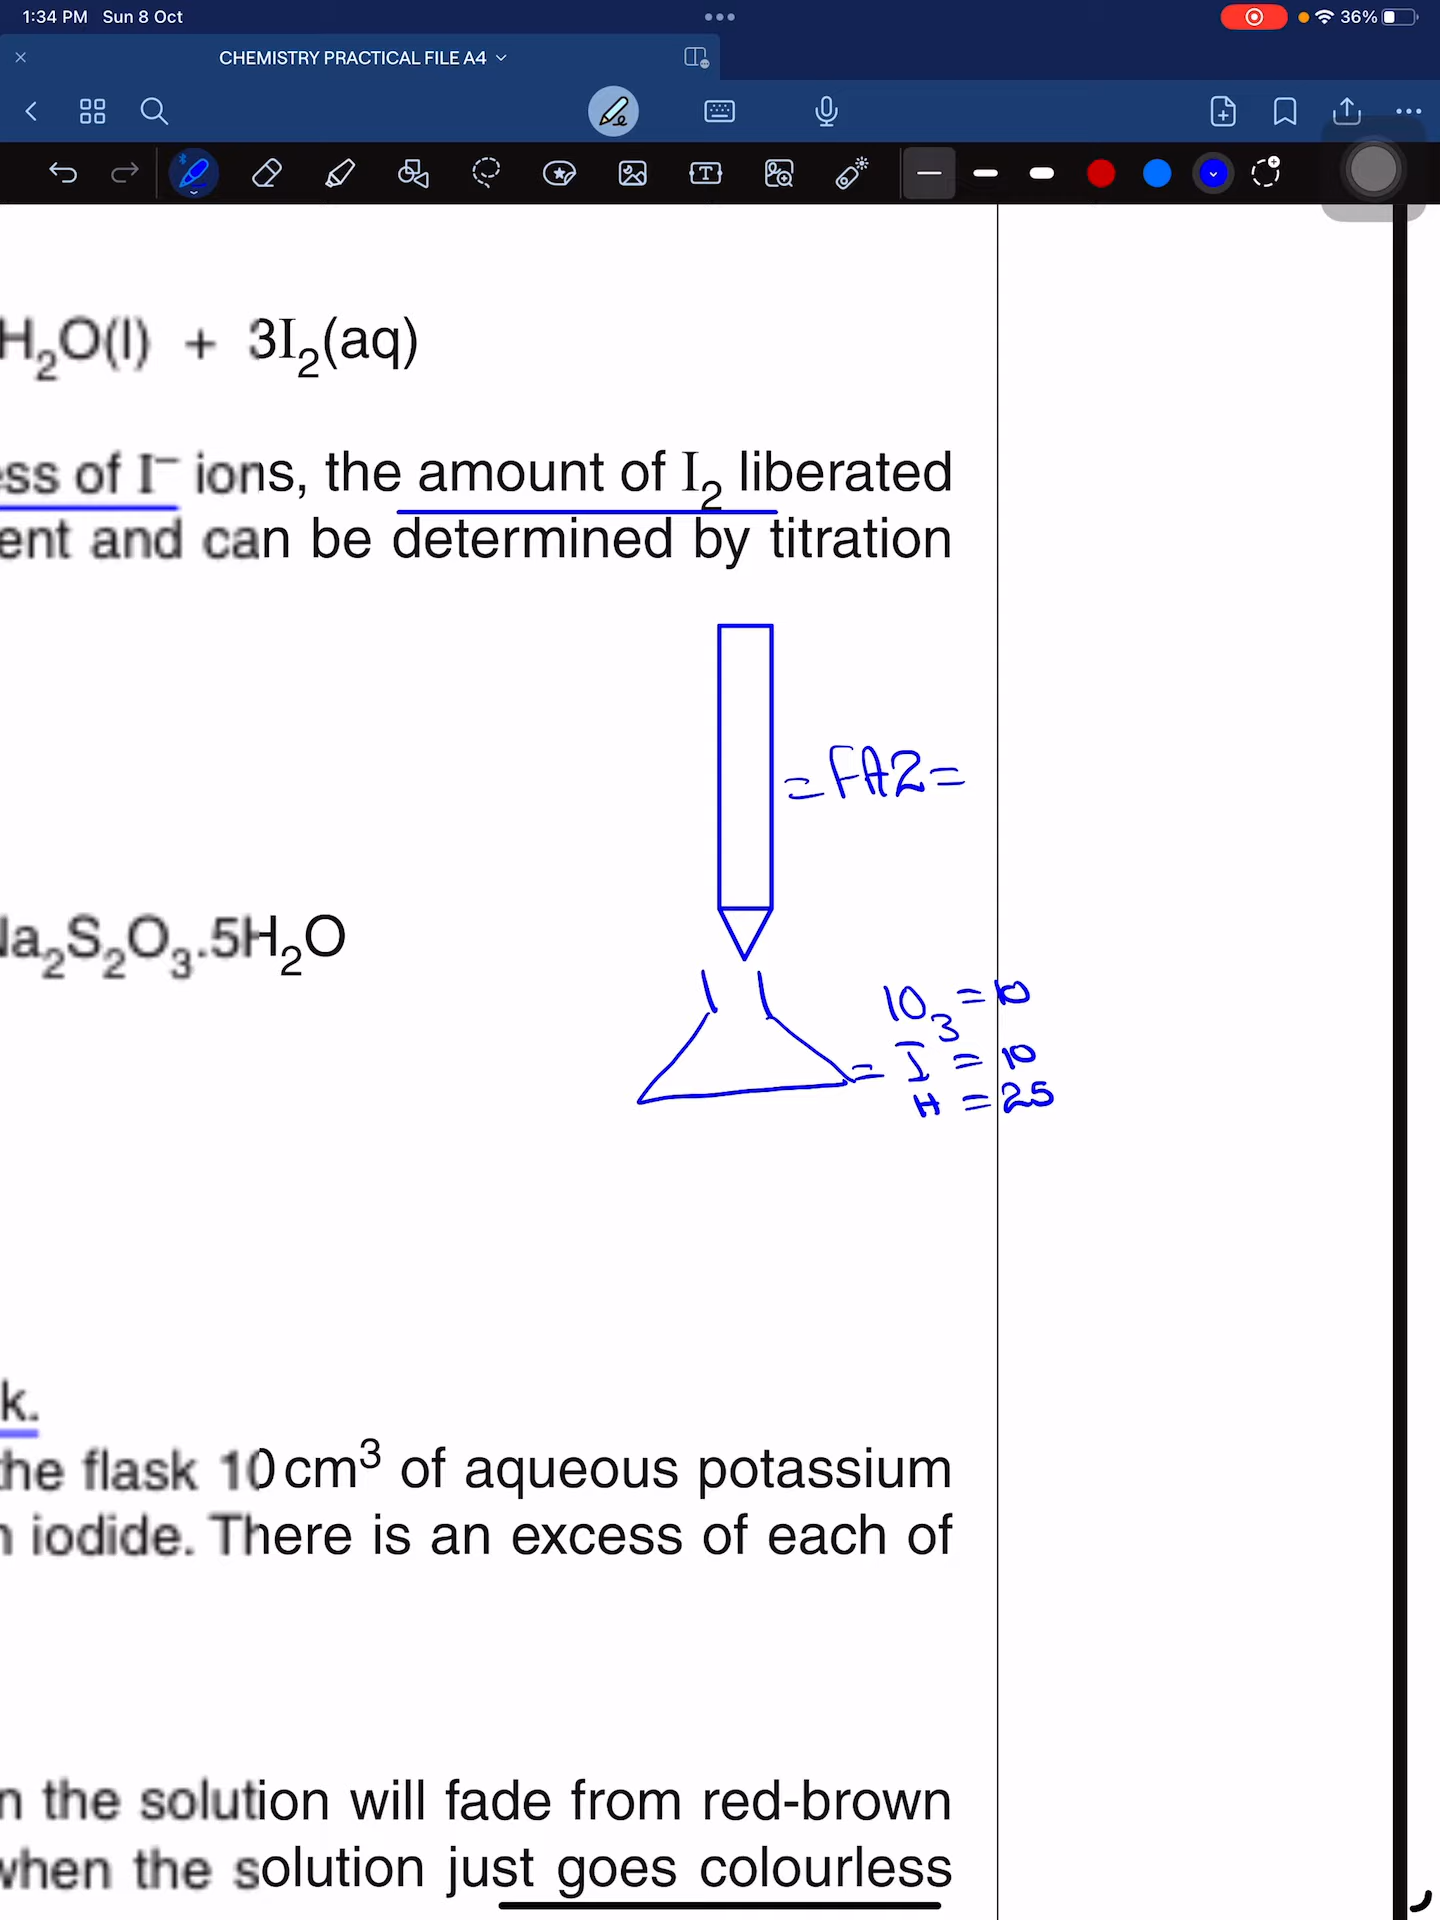 1:34 PM Sun 8 Oct
36%
CHEMISTRY PRACTICAL FILE A4
H₂O(l) + 3I₂(aq)
ess of I⁻ ions, the amount of I₂ liberated
ent and can be determined by titration
= FA2 =
Na₂S₂O₃.5H₂O
IO₃ = 10
= I⁻ = 10
H = 25
k.
the flask 10 cm³ of aqueous potassium
n iodide. There is an excess of each of
n the solution will fade from red-brown
when the solution just goes colourless